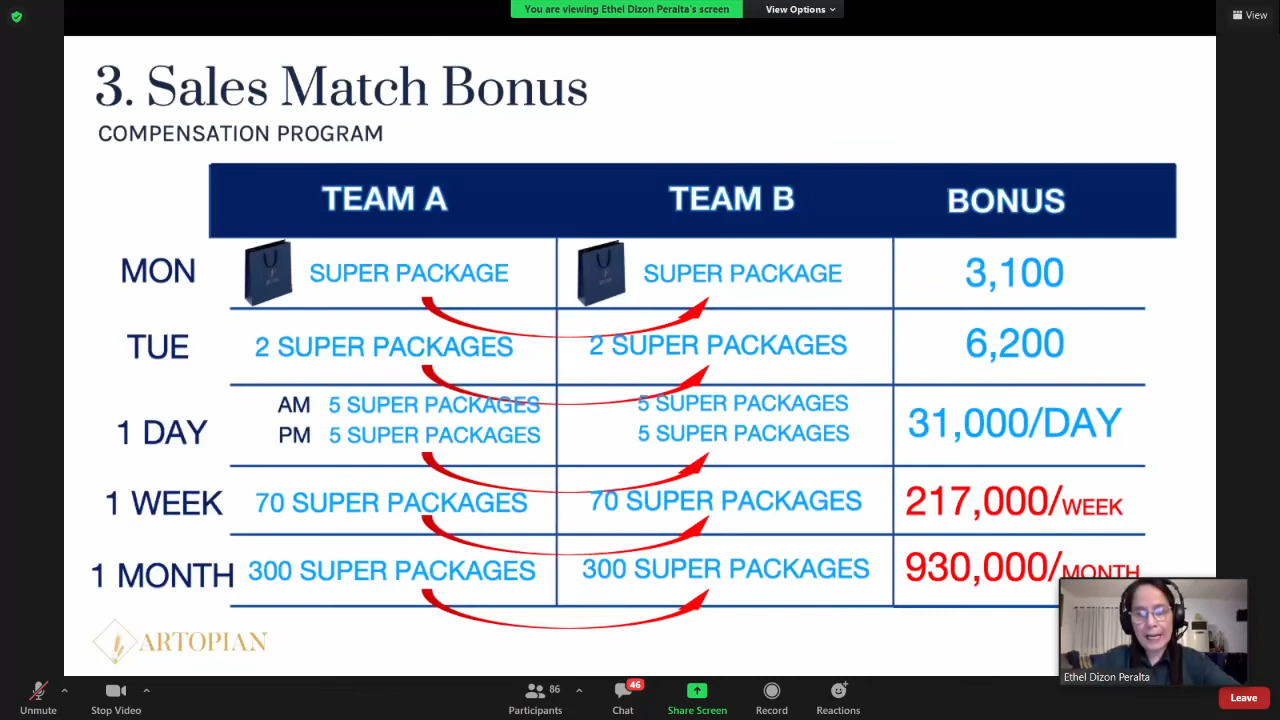 You are viewing Ethel Dizon Peralta's screen
View Options
View
3. Sales Match Bonus
COMPENSATION PROGRAM
TEAM A TEAM B BONUS
MON SUPER PACKAGE SUPER PACKAGE 3,100
TUE 2 SUPER PACKAGES 2 SUPER PACKAGES 6,200
1 DAY AM 5 SUPER PACKAGES 5 SUPER PACKAGES 31,000/DAY
PM 5 SUPER PACKAGES 5 SUPER PACKAGES
1 WEEK 70 SUPER PACKAGES 70 SUPER PACKAGES 217,000/WEEK
1 MONTH 300 SUPER PACKAGES 300 SUPER PACKAGES 930,000/MONTH
ARTOPIAN
Ethel Dizon Peralta
Unmute
Stop Video
86
Participants
46
Chat
Share Screen
Record
Reactions
Leave